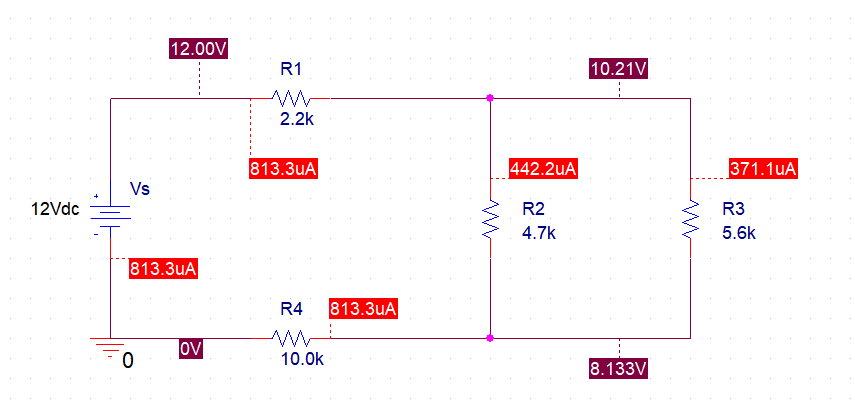 12.00V
R1
10.21V
2.2k
813.3uA
442.2uA
371.1uA
Vs
12Vdc
R2
4.7k
R3
5.6k
813.3uA
R4
813.3uA
0V
0
10.0k
8.133V